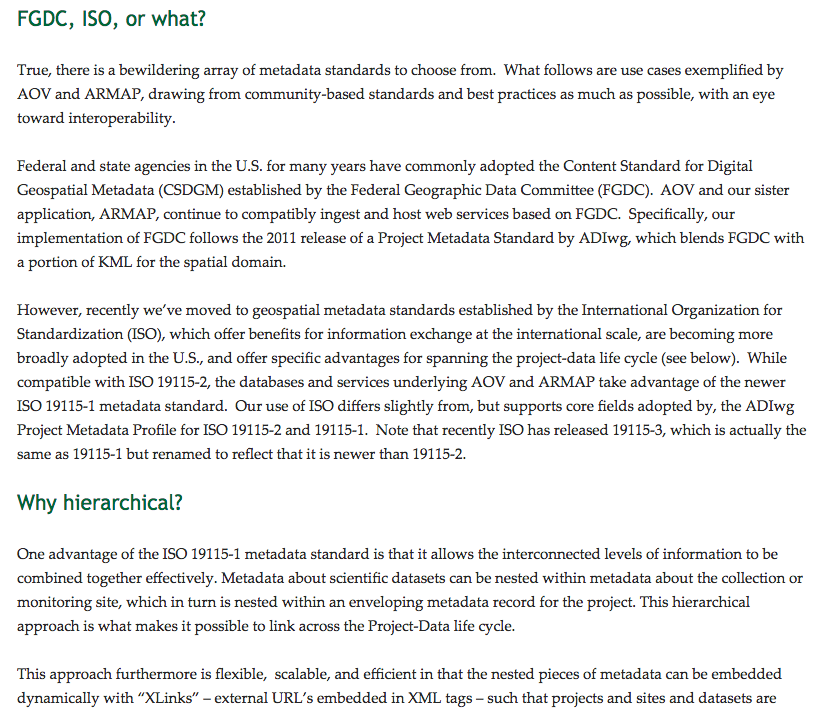 FGDC, ISO, or what?
True, there is a bewildering array of metadata standards to choose from.  What follows are use cases exemplified by
AOV and ARMAP, drawing from community-based standards and best practices as much as possible, with an eye
toward interoperability.
Federal and state agencies in the U.S. for many years have commonly adopted the Content Standard for Digital
Geospatial Metadata (CSDGM) established by the Federal Geographic Data Committee (FGDC).  AOV and our sister
application, ARMAP, continue to compatibly ingest and host web services based on FGDC.  Specifically, our
implementation of FGDC follows the 2011 release of a Project Metadata Standard by ADIwg, which blends FGDC with
a portion of KML for the spatial domain.
However, recently we’ve moved to geospatial metadata standards established by the International Organization for
Standardization (ISO), which offer benefits for information exchange at the international scale, are becoming more
broadly adopted in the U.S., and offer specific advantages for spanning the project-data life cycle (see below).  While
compatible with ISO 19115-2, the databases and services underlying AOV and ARMAP take advantage of the newer
ISO 19115-1 metadata standard.  Our use of ISO differs slightly from, but supports core fields adopted by, the ADIwg
Project Metadata Profile for ISO 19115-2 and 19115-1.  Note that recently ISO has released 19115-3, which is actually the
same as 19115-1 but renamed to reflect that it is newer than 19115-2.
Why hierarchical?
One advantage of the ISO 19115-1 metadata standard is that it allows the interconnected levels of information to be
combined together effectively. Metadata about scientific datasets can be nested within metadata about the collection or
monitoring site, which in turn is nested within an enveloping metadata record for the project. This hierarchical
approach is what makes it possible to link across the Project-Data life cycle.
This approach furthermore is flexible,  scalable, and efficient in that the nested pieces of metadata can be embedded
dynamically with “XLinks” – external URL’s embedded in XML tags – such that projects and sites and datasets are